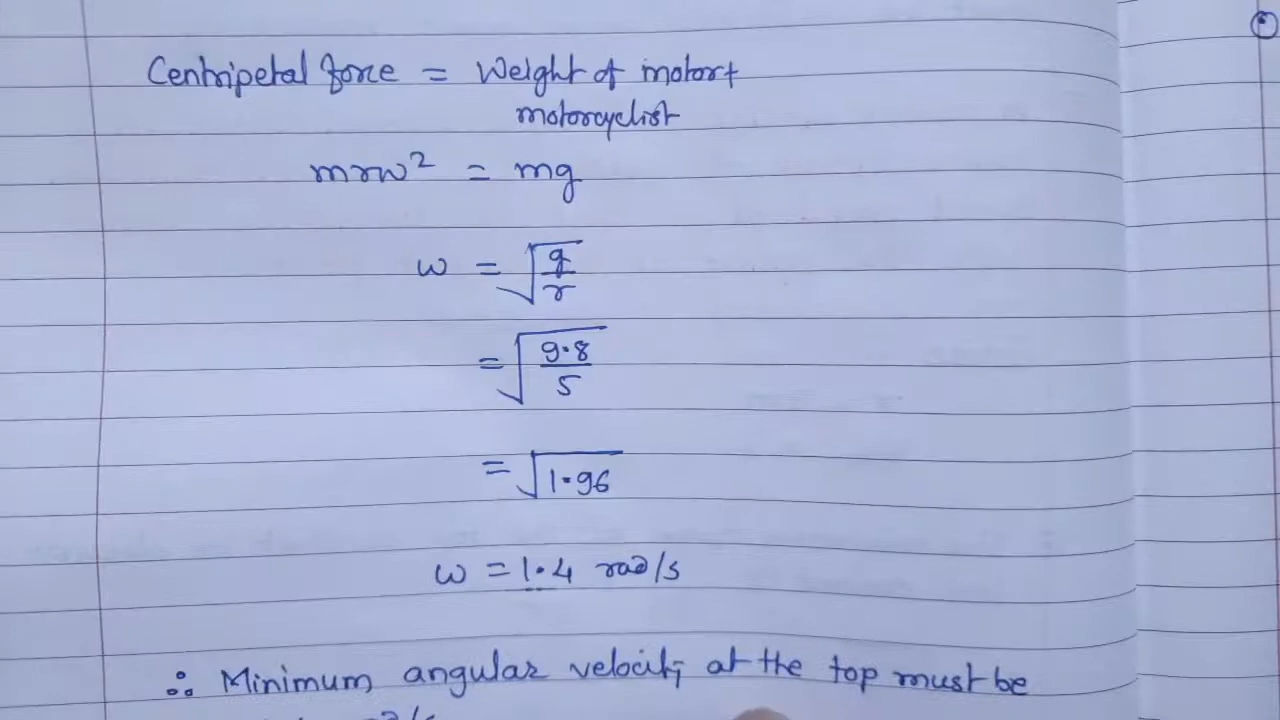 Centripetal force = Weight of motor +
motorcyclist
mrw² = mg
w = √(g/r)
= √(9.8/5)
= √1.96
w = 1.4 rad/s
∴ Minimum angular velocity at the top must be